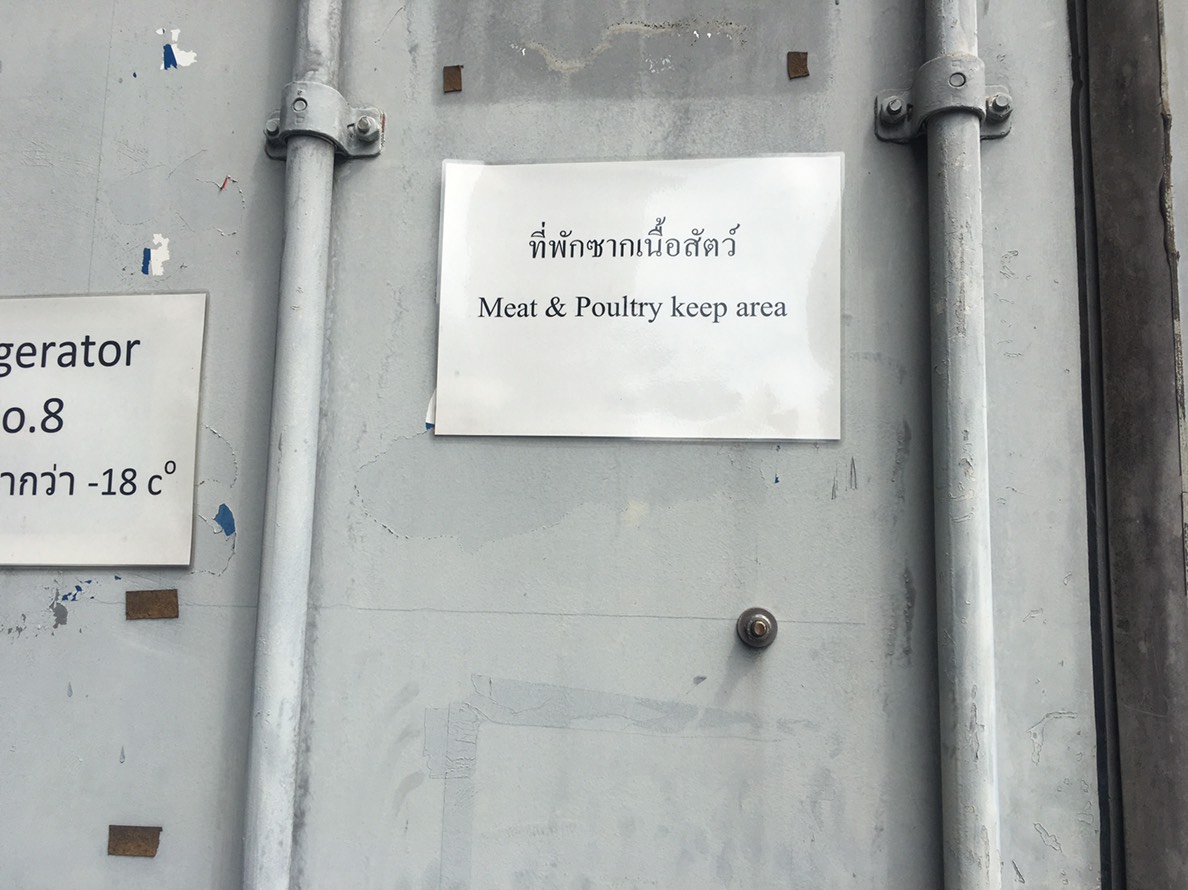 ที่พักซากเนื้อสัตว์
Meat & Poultry keep area
gerator
o.8
ากว่า -18 c°